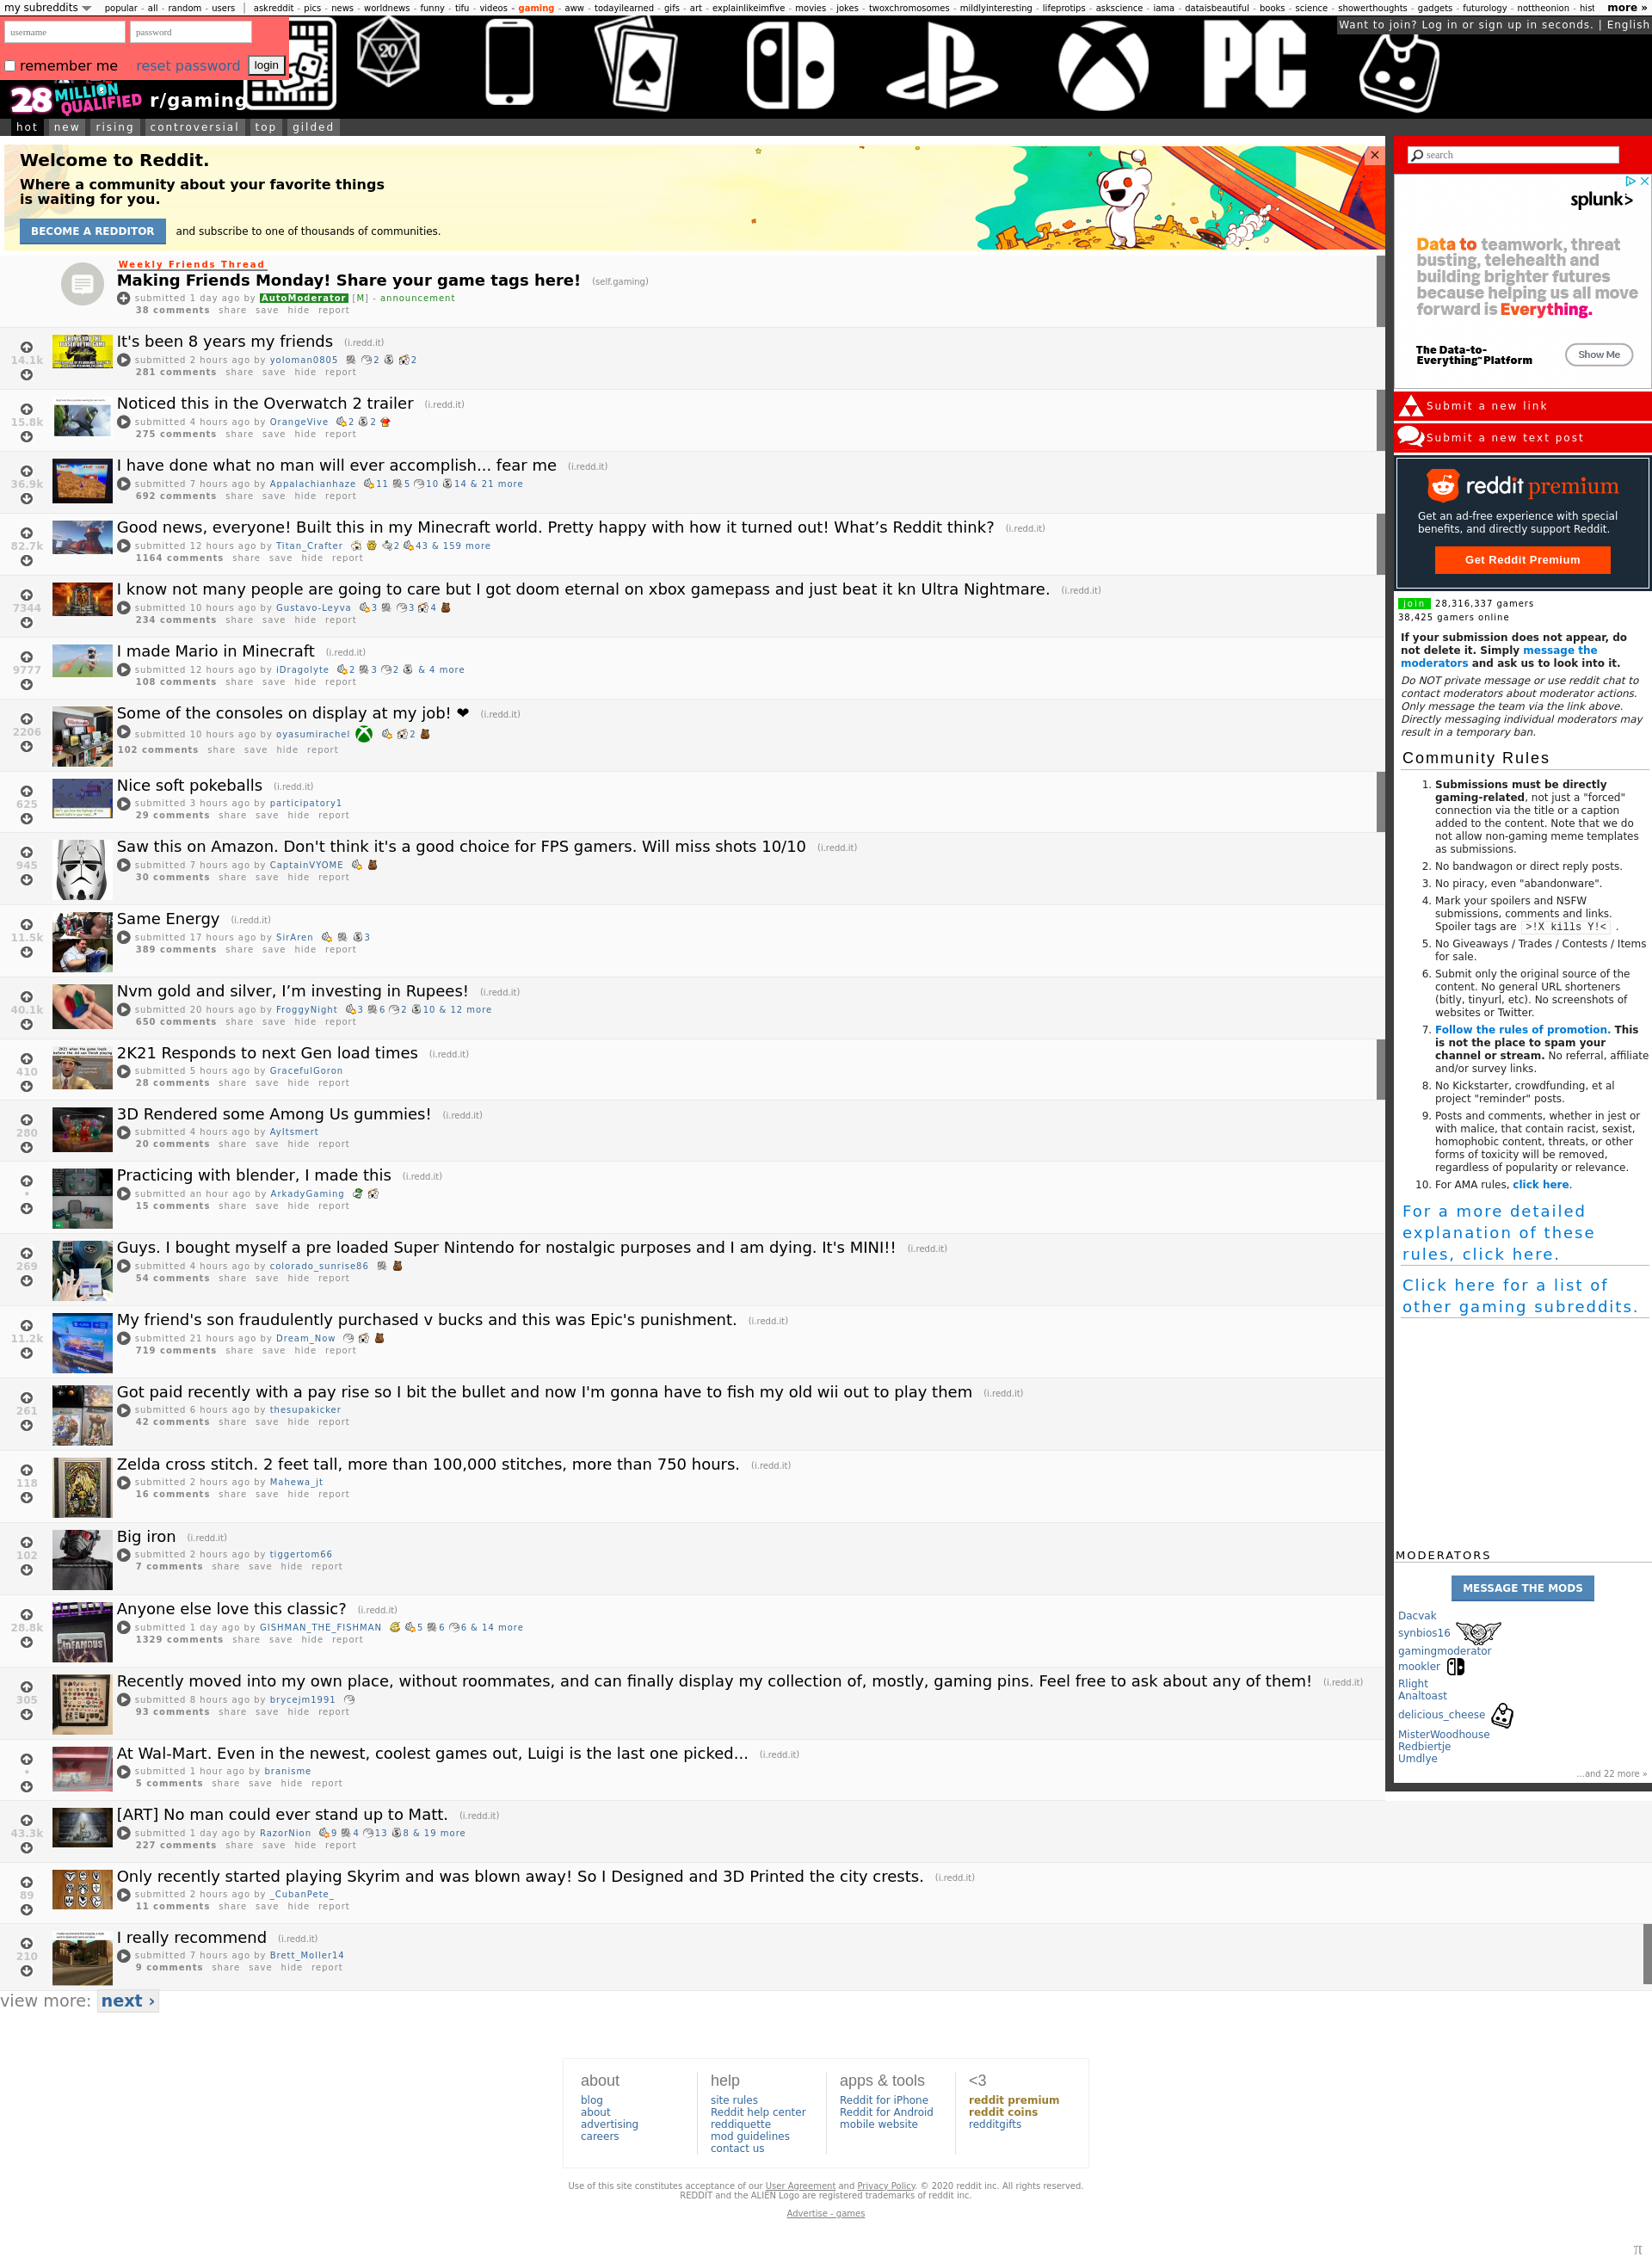 my subreddits popular - all - random - users | askreddit - pics - news - worldnews - funny - tifu - videos - gaming - aww - todayilearned - gifs - art - explainlikeimfive - movies - jokes - twoxchromosomes - mildlyinteresting - lifeprotips - askscience - iama - dataisbeautiful - books - science - showerthoughts - gadgets - futurology - nottheonion - hist more »
username password
Want to join? Log in or sign up in seconds. | English
remember me reset password login
28 MILLION QUALIFIED r/gaming
20
PC
hot new rising controversial top gilded
Welcome to Reddit.
Where a community about your favorite things
is waiting for you.
BECOME A REDDITOR and subscribe to one of thousands of communities.
Weekly Friends Thread
Making Friends Monday! Share your game tags here! (self.gaming)
submitted 1 day ago by AutoModerator [M] - announcement
38 comments share save hide report
It's been 8 years my friends (i.redd.it)
14.1k
submitted 2 hours ago by yoloman0805 2 2
281 comments share save hide report
Noticed this in the Overwatch 2 trailer (i.redd.it)
15.8k
submitted 4 hours ago by OrangeVive 2 2
275 comments share save hide report
I have done what no man will ever accomplish... fear me (i.redd.it)
36.9k
submitted 7 hours ago by Appalachianhaze 11 5 10 14 & 21 more
692 comments share save hide report
Good news, everyone! Built this in my Minecraft world. Pretty happy with how it turned out! What’s Reddit think? (i.redd.it)
82.7k
submitted 12 hours ago by Titan_Crafter 2 43 & 159 more
1164 comments share save hide report
I know not many people are going to care but I got doom eternal on xbox gamepass and just beat it kn Ultra Nightmare. (i.redd.it)
7344
submitted 10 hours ago by Gustavo-Leyva 3 3 4
234 comments share save hide report
I made Mario in Minecraft (i.redd.it)
9777
submitted 12 hours ago by iDragolyte 2 3 2 & 4 more
108 comments share save hide report
Some of the consoles on display at my job! ❤ (i.redd.it)
2206
submitted 10 hours ago by oyasumirachel 2
102 comments share save hide report
Nice soft pokeballs (i.redd.it)
625
submitted 3 hours ago by participatory1
29 comments share save hide report
Saw this on Amazon. Don't think it's a good choice for FPS gamers. Will miss shots 10/10 (i.redd.it)
945
submitted 7 hours ago by CaptainVYOME
30 comments share save hide report
Same Energy (i.redd.it)
11.5k
submitted 17 hours ago by SirAren 3
389 comments share save hide report
Nvm gold and silver, I’m investing in Rupees! (i.redd.it)
40.1k
submitted 20 hours ago by FroggyNight 3 6 2 10 & 12 more
650 comments share save hide report
2K21 Responds to next Gen load times (i.redd.it)
410
submitted 5 hours ago by GracefulGoron
28 comments share save hide report
3D Rendered some Among Us gummies! (i.redd.it)
280
submitted 4 hours ago by Ayltsmert
20 comments share save hide report
Practicing with blender, I made this (i.redd.it)
•
submitted an hour ago by ArkadyGaming
15 comments share save hide report
Guys. I bought myself a pre loaded Super Nintendo for nostalgic purposes and I am dying. It's MINI!! (i.redd.it)
269
submitted 4 hours ago by colorado_sunrise86
54 comments share save hide report
My friend's son fraudulently purchased v bucks and this was Epic's punishment. (i.redd.it)
11.2k
submitted 21 hours ago by Dream_Now
719 comments share save hide report
Got paid recently with a pay rise so I bit the bullet and now I'm gonna have to fish my old wii out to play them (i.redd.it)
261
submitted 6 hours ago by thesupakicker
42 comments share save hide report
Zelda cross stitch. 2 feet tall, more than 100,000 stitches, more than 750 hours. (i.redd.it)
118
submitted 2 hours ago by Mahewa_jt
16 comments share save hide report
Big iron (i.redd.it)
102
submitted 2 hours ago by tiggertom66
7 comments share save hide report
Anyone else love this classic? (i.redd.it)
28.8k
inFAMOUS
submitted 1 day ago by GISHMAN_THE_FISHMAN 5 6 6 & 14 more
1329 comments share save hide report
Recently moved into my own place, without roommates, and can finally display my collection of, mostly, gaming pins. Feel free to ask about any of them! (i.redd.it)
305
submitted 8 hours ago by brycejm1991
93 comments share save hide report
At Wal-Mart. Even in the newest, coolest games out, Luigi is the last one picked... (i.redd.it)
•
submitted 1 hour ago by branisme
5 comments share save hide report
[ART] No man could ever stand up to Matt. (i.redd.it)
43.3k
submitted 1 day ago by RazorNion 9 4 13 8 & 19 more
227 comments share save hide report
Only recently started playing Skyrim and was blown away! So I Designed and 3D Printed the city crests. (i.redd.it)
89
submitted 2 hours ago by _CubanPete_
11 comments share save hide report
I really recommend (i.redd.it)
210
submitted 7 hours ago by Brett_Moller14
9 comments share save hide report
view more: next ›
search
splunk>
Data to teamwork, threat
busting, telehealth and
building brighter futures
because helping us all move
forward is Everything.
The Data-to-
Everything™ Platform
Show Me
Submit a new link
Submit a new text post
reddit premium
Get an ad-free experience with special
benefits, and directly support Reddit.
Get Reddit Premium
join 28,316,337 gamers
38,425 gamers online
If your submission does not appear, do
not delete it. Simply message the
moderators and ask us to look into it.
Do NOT private message or use reddit chat to
contact moderators about moderator actions.
Only message the team via the link above.
Directly messaging individual moderators may
result in a temporary ban.
Community Rules
1. Submissions must be directly
gaming-related, not just a "forced"
connection via the title or a caption
added to the content. Note that we do
not allow non-gaming meme templates
as submissions.
2. No bandwagon or direct reply posts.
3. No piracy, even "abandonware".
4. Mark your spoilers and NSFW
submissions, comments and links.
Spoiler tags are >!X kills Y!< .
5. No Giveaways / Trades / Contests / Items
for sale.
6. Submit only the original source of the
content. No general URL shorteners
(bitly, tinyurl, etc). No screenshots of
websites or Twitter.
7. Follow the rules of promotion. This
is not the place to spam your
channel or stream. No referral, affiliate
and/or survey links.
8. No Kickstarter, crowdfunding, et al
project "reminder" posts.
9. Posts and comments, whether in jest or
with malice, that contain racist, sexist,
homophobic content, threats, or other
forms of toxicity will be removed,
regardless of popularity or relevance.
10. For AMA rules, click here.
For a more detailed
explanation of these
rules, click here.
Click here for a list of
other gaming subreddits.
MODERATORS
MESSAGE THE MODS
Dacvak
synbios16
gamingmoderator
mookler
Rlight
Analtoast
delicious_cheese
MisterWoodhouse
Redbiertje
Umdlye
...and 22 more »
about
blog
about
advertising
careers
help
site rules
Reddit help center
reddiquette
mod guidelines
contact us
apps & tools
Reddit for iPhone
Reddit for Android
mobile website
<3
reddit premium
reddit coins
redditgifts
Use of this site constitutes acceptance of our User Agreement and Privacy Policy. © 2020 reddit inc. All rights reserved.
REDDIT and the ALIEN Logo are registered trademarks of reddit inc.
Advertise - games
π